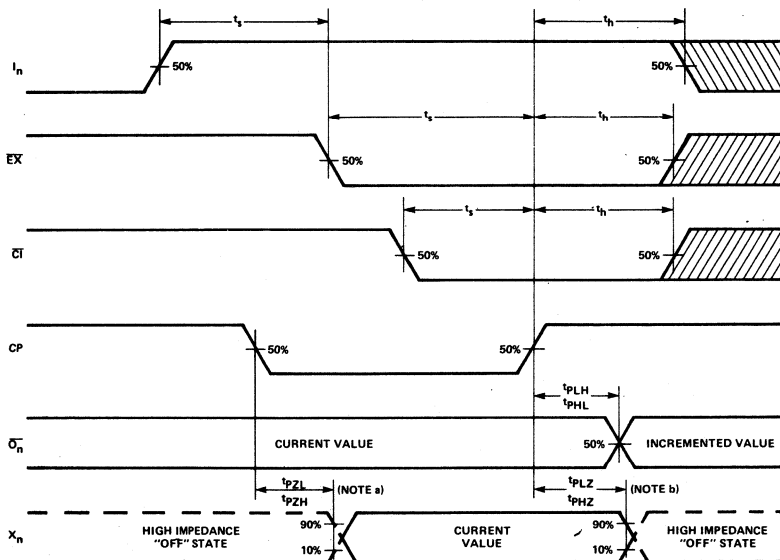 ts
th
In
50%
50%
ts
th
EX
50%
50%
ts
th
CI
50%
50%
CP
50%
50%
tPLH
tPHL
On
CURRENT VALUE
50%
INCREMENTED VALUE
tPZL
tPZH
(NOTE a)
tPLZ
tPHZ
(NOTE b)
Xn
HIGH IMPEDANCE
"OFF" STATE
90%
10%
CURRENT
VALUE
90%
10%
HIGH IMPEDANCE
"OFF" STATE